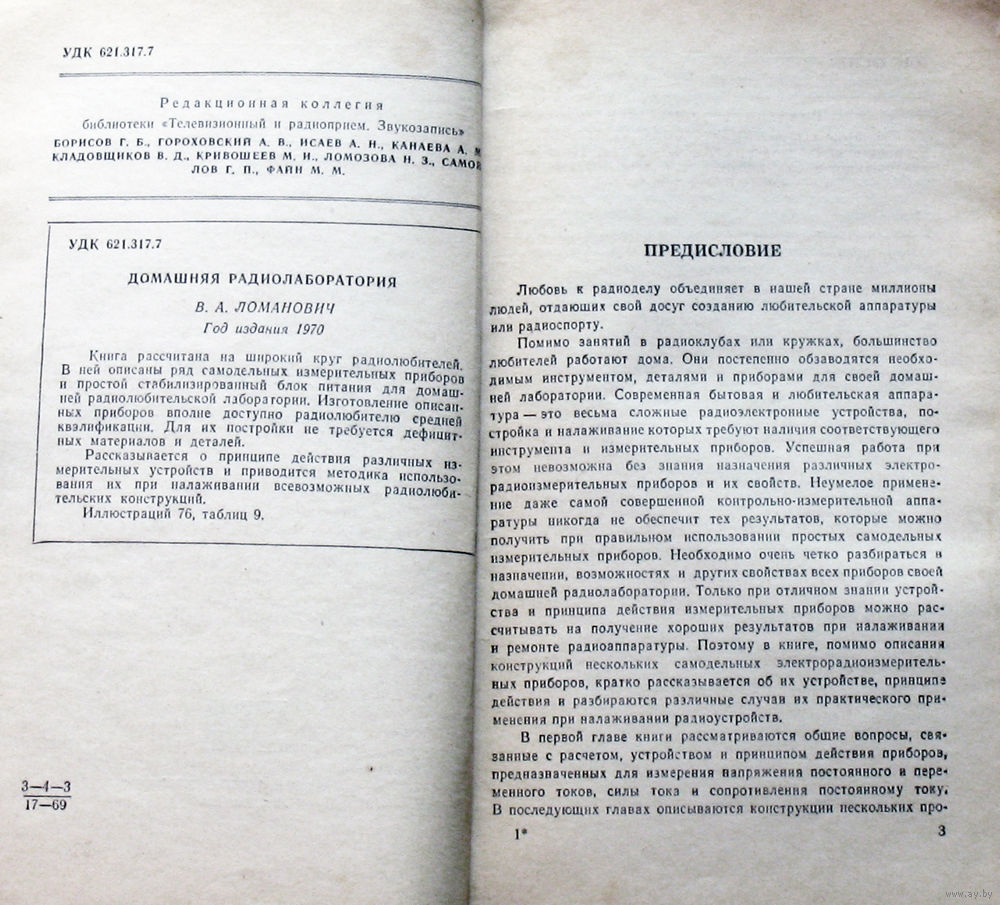 УДК 621.317.7
Редакционная коллегия
библиотеки «Телевизионный и радиоприем. Звукозапись»
БОРИСОВ Г. Б., ГОРОХОВСКИЙ А. В., ИСАЕВ А. Н., КАНАЕВА А. М.
КЛАДОВЩИКОВ В. Д., КРИВОШЕЕВ М. И., ЛОМОЗОВА Н. З., САМОЙ
ЛОВ Г. П., ФАЙН М. М.
УДК 621.317.7
ДОМАШНЯЯ РАДИОЛАБОРАТОРИЯ
В. А. ЛОМАНОВИЧ
Год издания 1970
Книга рассчитана на широкий круг радиолюбителей.
В ней описаны ряд самодельных измерительных приборов
и простой стабилизированный блок питания для домаш-
ней радиолюбительской лаборатории. Изготовление описан-
ных приборов вполне доступно радиолюбителю средней
квалификации. Для их постройки не требуется дефицит-
ных материалов и деталей.
Рассказывается о принципе действия различных из-
мерительных устройств и приводится методика использо-
вания их при налаживании всевозможных радиолюби-
тельских конструкций.
Иллюстраций 76, таблиц 9.
3—4—3
17—69
ПРЕДИСЛОВИЕ
Любовь к радиоделу объединяет в нашей стране миллионы
людей, отдающих свой досуг созданию любительской аппаратуры
или радиоспорту.
Помимо занятий в радиоклубах или кружках, большинство
любителей работают дома. Они постепенно обзаводятся необхо-
димым инструментом, деталями и приборами для своей домаш-
ней лаборатории. Современная бытовая и любительская аппара-
тура — это весьма сложные радиоэлектронные устройства, по-
стройка и налаживание которых требуют наличия соответствующего
инструмента и измерительных приборов. Успешная работа при
этом невозможна без знания назначения различных электро-
радиоизмерительных приборов и их свойств. Неумелое примене-
ние даже самой совершенной контрольно-измерительной аппа-
ратуры никогда не обеспечит тех результатов, которые можно
получить при правильном использовании простых самодельных
измерительных приборов. Необходимо очень четко разбираться в
назначении, возможностях и других свойствах всех приборов своей
домашней радиолаборатории. Только при отличном знании устрой-
ства и принципа действия измерительных приборов можно рас-
считывать на получение хороших результатов при налаживании
и ремонте радиоаппаратуры. Поэтому в книге, помимо описания
конструкций нескольких самодельных электрорадиоизмеритель-
ных приборов, кратко рассказывается об их устройстве, принципе
действия и разбираются различные случаи их практического при-
менения при налаживании радиоустройств.
В первой главе книги рассматриваются общие вопросы, свя-
занные с расчетом, устройством и принципом действия приборов,
предназначенных для измерения напряжения постоянного и пере-
менного токов, силы тока и сопротивления постоянному току.
В последующих главах описываются конструкции нескольких про-
1*
3
www.ay.by